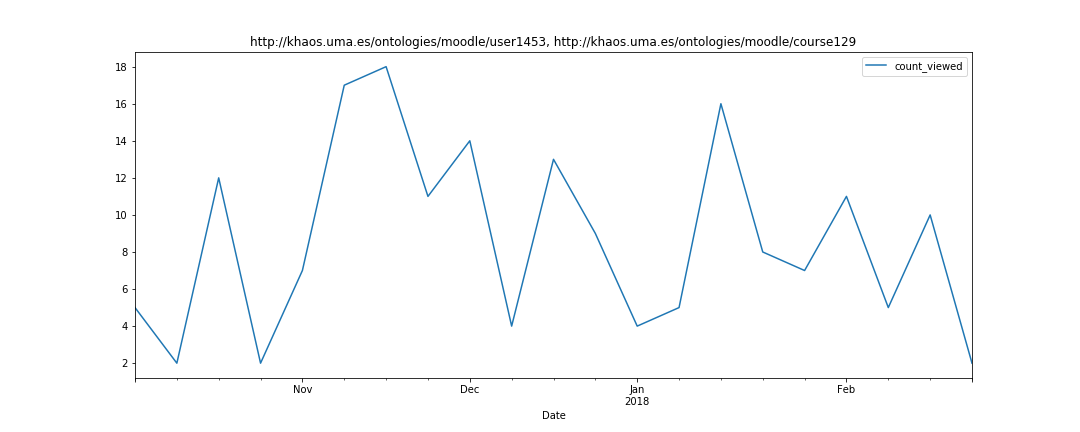 http://khaos.uma.es/ontologies/moodle/user1453, http://khaos.uma.es/ontologies/moodle/course129
count_viewed
18
16
14
12
10
8
6
4
2
Nov
Dec
Jan
2018
Feb
Date